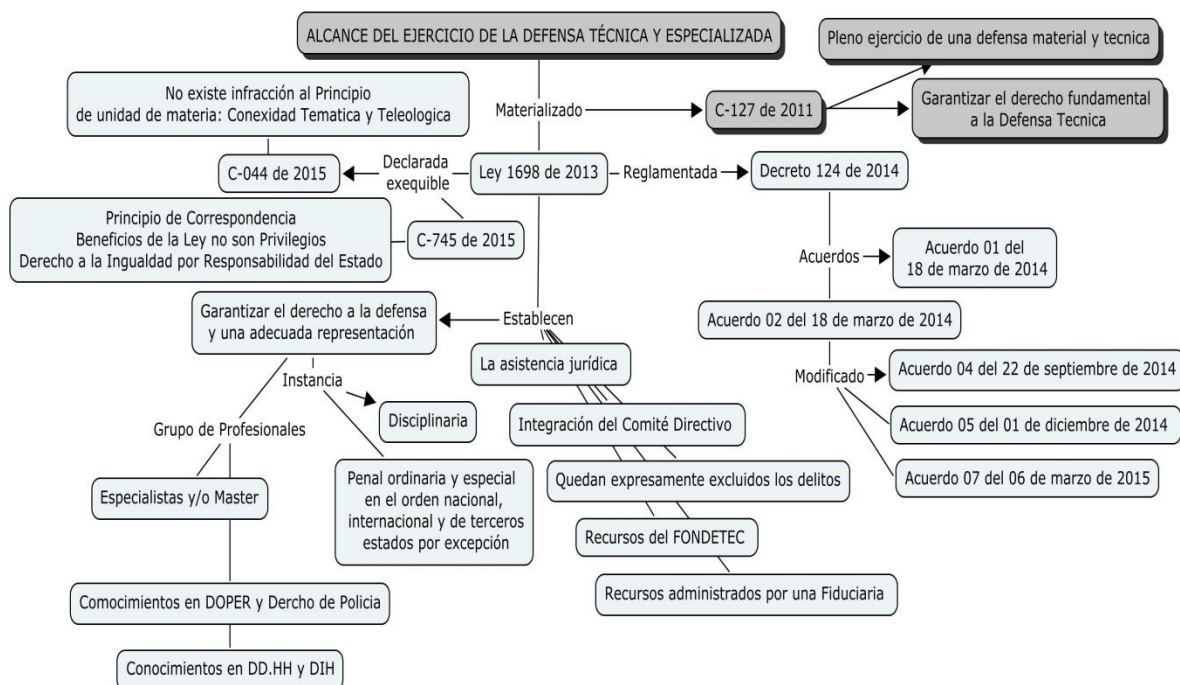 ALCANCE DEL EJERCICIO DE LA DEFENSA TÉCNICA Y ESPECIALIZADA
Pleno ejercicio de una defensa material y tecnica
No existe infracción al Principio
de unidad de materia: Conexidad Tematica y Teleologica
Materializado
C-127 de 2011
Garantizar el derecho fundamental
a la Defensa Tecnica
C-044 de 2015
Declarada
exequible
Ley 1698 de 2013
Reglamentada
Decreto 124 de 2014
Principio de Correspondencia
Beneficios de la Ley no son Privilegios
Derecho a la Ingualdad por Responsabilidad del Estado
C-745 de 2015
Acuerdos
Acuerdo 01 del
18 de marzo de 2014
Garantizar el derecho a la defensa
y una adecuada representación
Establecen
Acuerdo 02 del 18 de marzo de 2014
La asistencia jurídica
Instancia
Modificado
Acuerdo 04 del 22 de septiembre de 2014
Disciplinaria
Integración del Comité Directivo
Acuerdo 05 del 01 de diciembre de 2014
Grupo de Profesionales
Quedan expresamente excluidos los delitos
Acuerdo 07 del 06 de marzo de 2015
Especialistas y/o Master
Penal ordinaria y especial
en el orden nacional,
internacional y de terceros
estados por excepción
Recursos del FONDETEC
Recursos administrados por una Fiduciaria
Comocimientos en DOPER y Dercho de Policia
Conocimientos en DD.HH y DIH